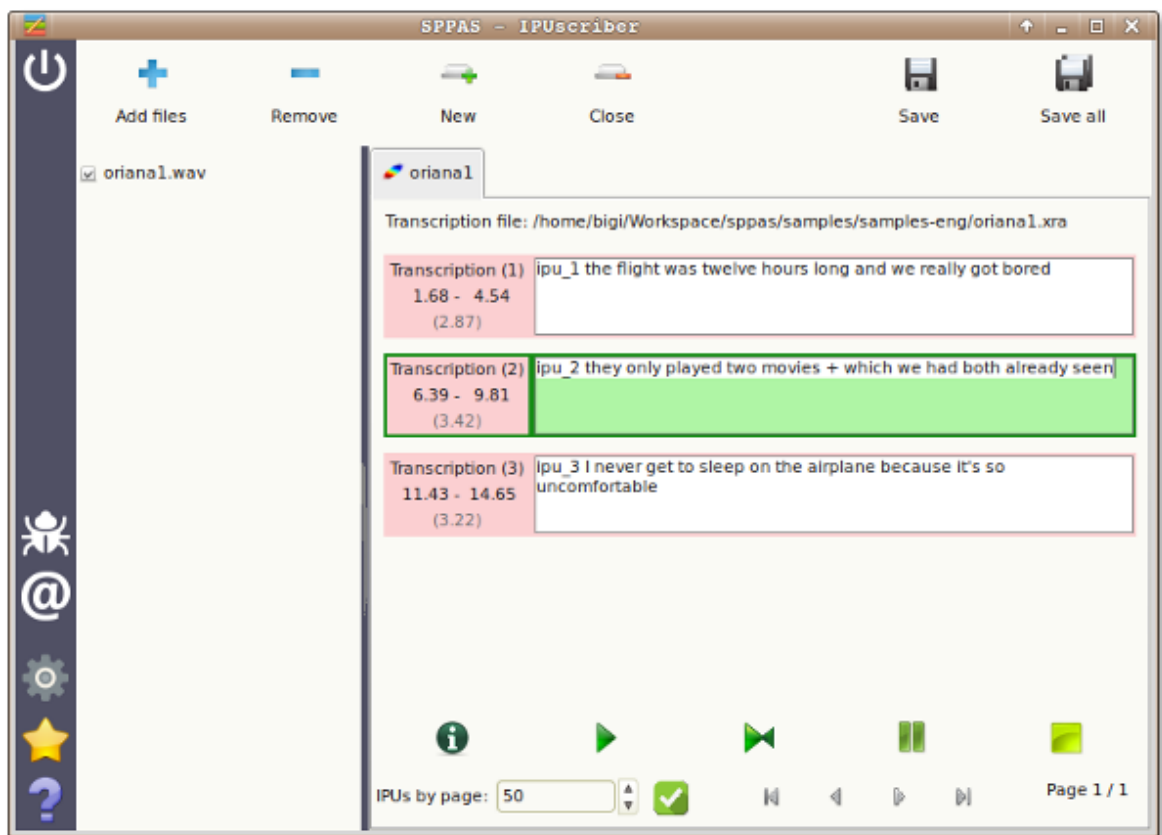 SPPAS - IPUscriber
Add files
Remove
New
Close
Save
Save all
oriana1.wav
oriana1
Transcription file: /home/bigi/Workspace/sppas/samples/samples-eng/oriana1.xra
Transcription (1)
1.68 - 4.54
(2.87)
ipu_1 the flight was twelve hours long and we really got bored
Transcription (2)
6.39 - 9.81
(3.42)
ipu_2 they only played two movies + which we had both already seen
Transcription (3)
11.43 - 14.65
(3.22)
ipu_3 I never get to sleep on the airplane because it's so
uncomfortable
IPUs by page: 50
Page 1 / 1